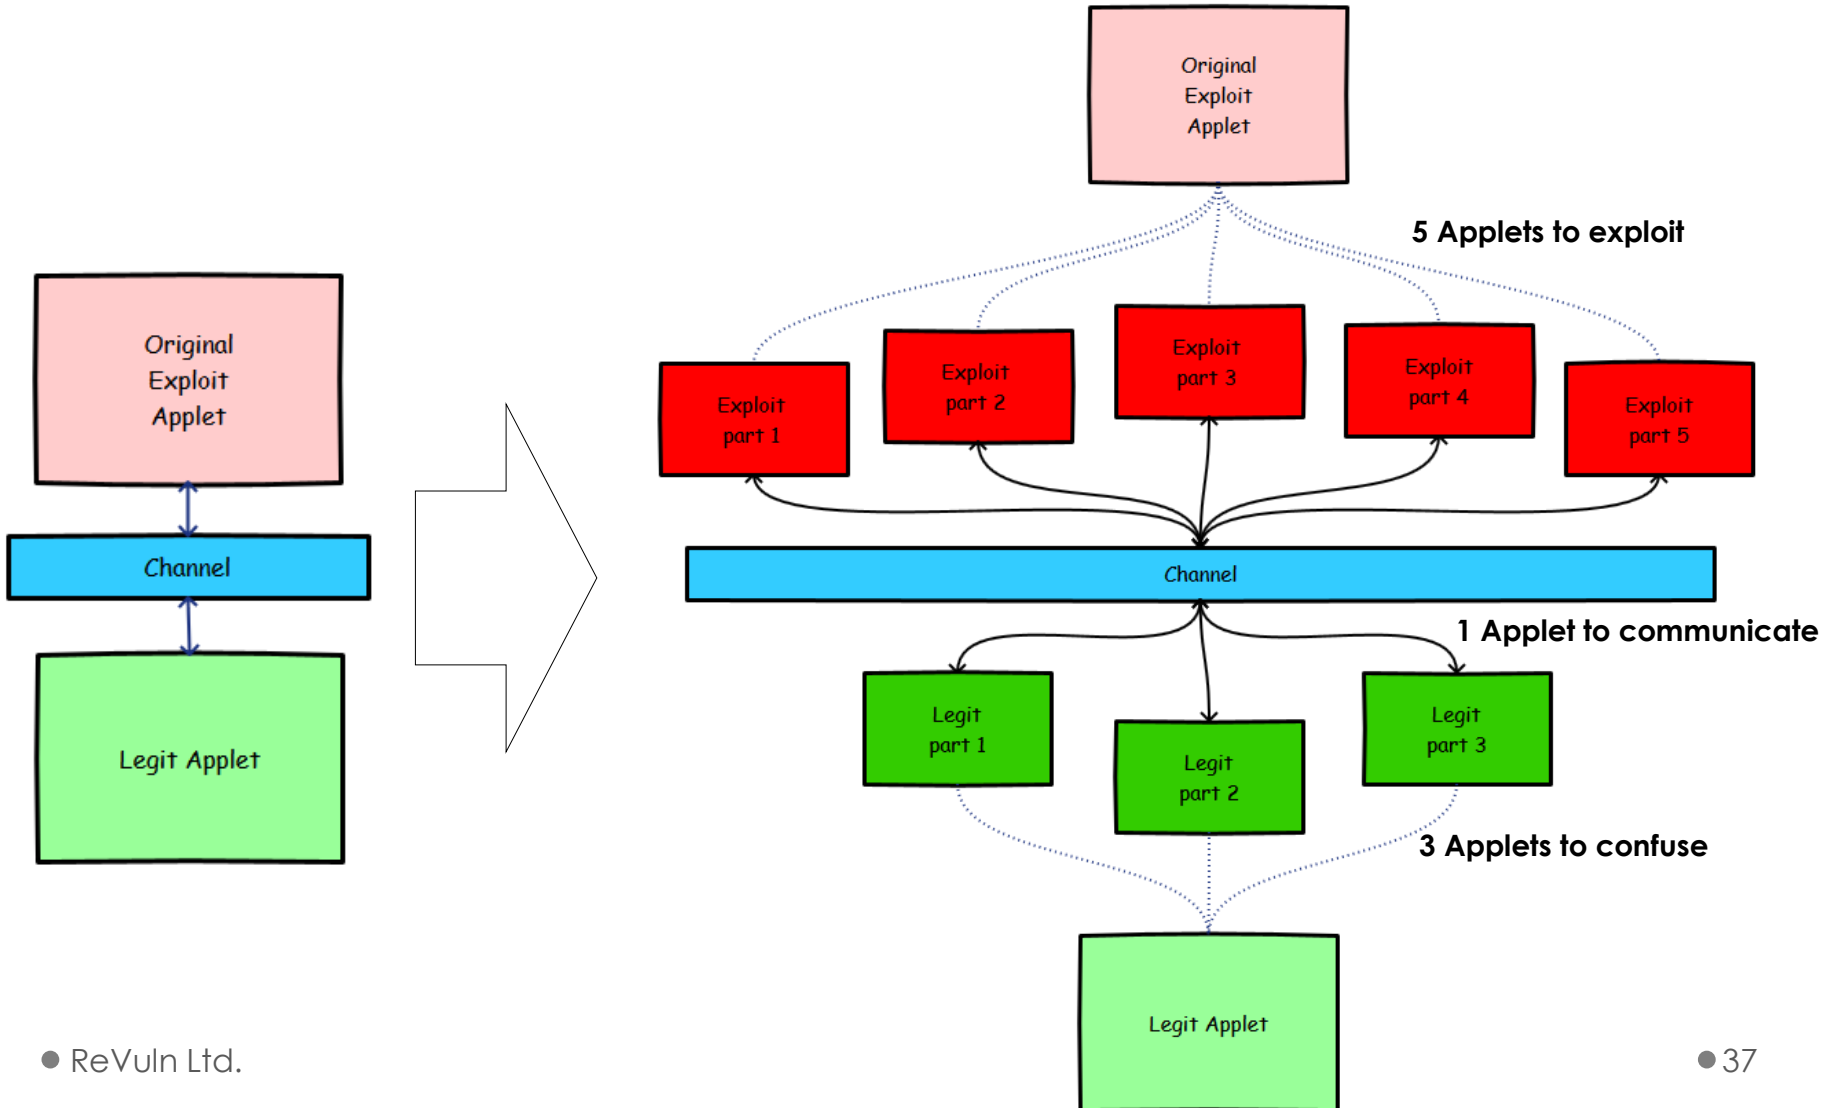 Original
Exploit
Applet
Channel
Legit Applet
Original
Exploit
Applet
5 Applets to exploit
Exploit
part 1
Exploit
part 2
Exploit
part 3
Exploit
part 4
Exploit
part 5
Channel
1 Applet to communicate
Legit
part 1
Legit
part 2
Legit
part 3
3 Applets to confuse
Legit Applet
ReVuln Ltd.
37